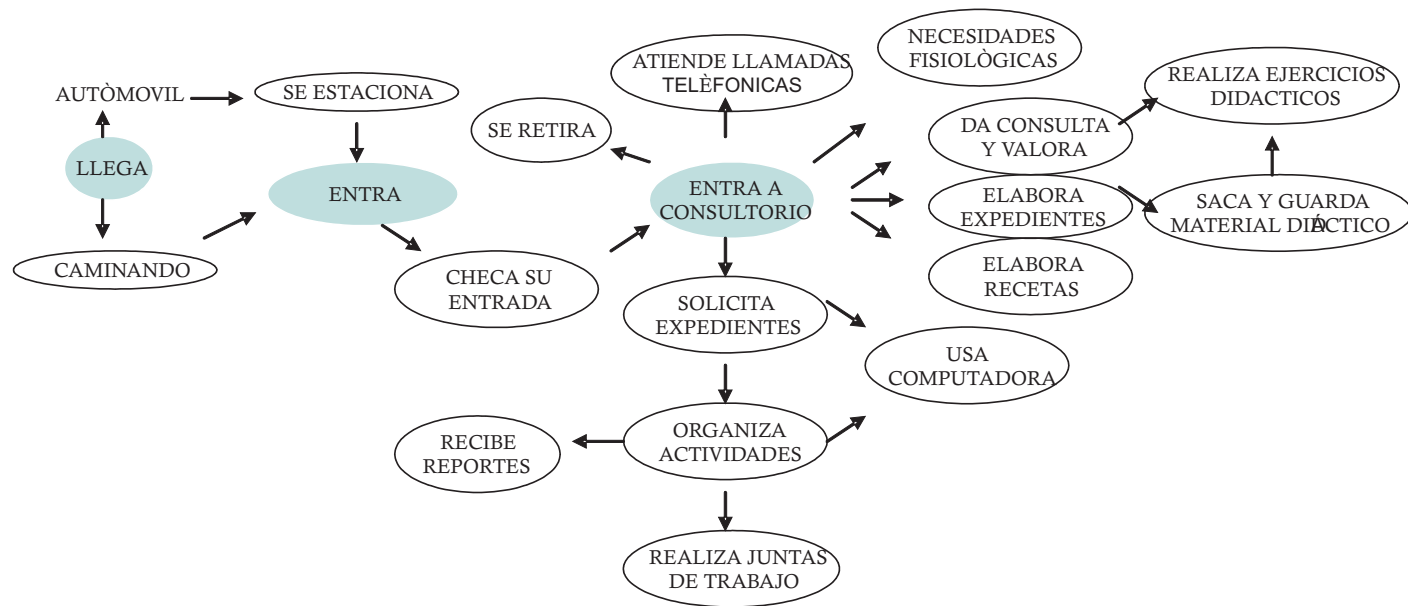 AUTÒMOVIL
SE ESTACIONA
LLEGA
CAMINANDO
ENTRA
CHECA SU
ENTRADA
SE RETIRA
ATIENDE LLAMADAS
TELÈFONICAS
ENTRA A
CONSULTORIO
NECESIDADES
FISIOLÒGICAS
DA CONSULTA
Y VALORA
ELABORA
EXPEDIENTES
ELABORA
RECETAS
REALIZA EJERCICIOS
DIDACTICOS
SACA Y GUARDA
MATERIAL DIÁCTICO
SOLICITA
EXPEDIENTES
USA
COMPUTADORA
ORGANIZA
ACTIVIDADES
RECIBE
REPORTES
REALIZA JUNTAS
DE TRABAJO